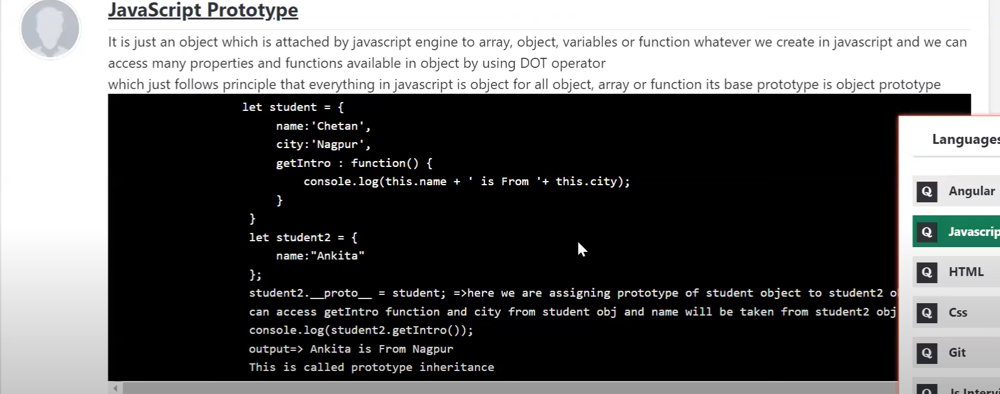 JavaScript Prototype
It is just an object which is attached by javascript engine to array, object, variables or function whatever we create in javascript and we can
access many properties and functions available in object by using DOT operator
which just follows principle that everything in javascript is object for all object, array or function its base prototype is object prototype
let student = {
name:'Chetan',
city:'Nagpur',
getIntro : function() {
console.log(this.name + ' is From '+ this.city);
}
}
let student2 = {
name:"Ankita"
};
student2.__proto__ = student; =>here we are assigning prototype of student object to student2
can access getIntro function and city from student obj and name will be taken from student2 obj
console.log(student2.getIntro());
output=> Ankita is From Nagpur
This is called prototype inheritance
Languages
Q Angular
Q Javascrip
Q HTML
Q Css
Q Git
Q Js Intervi